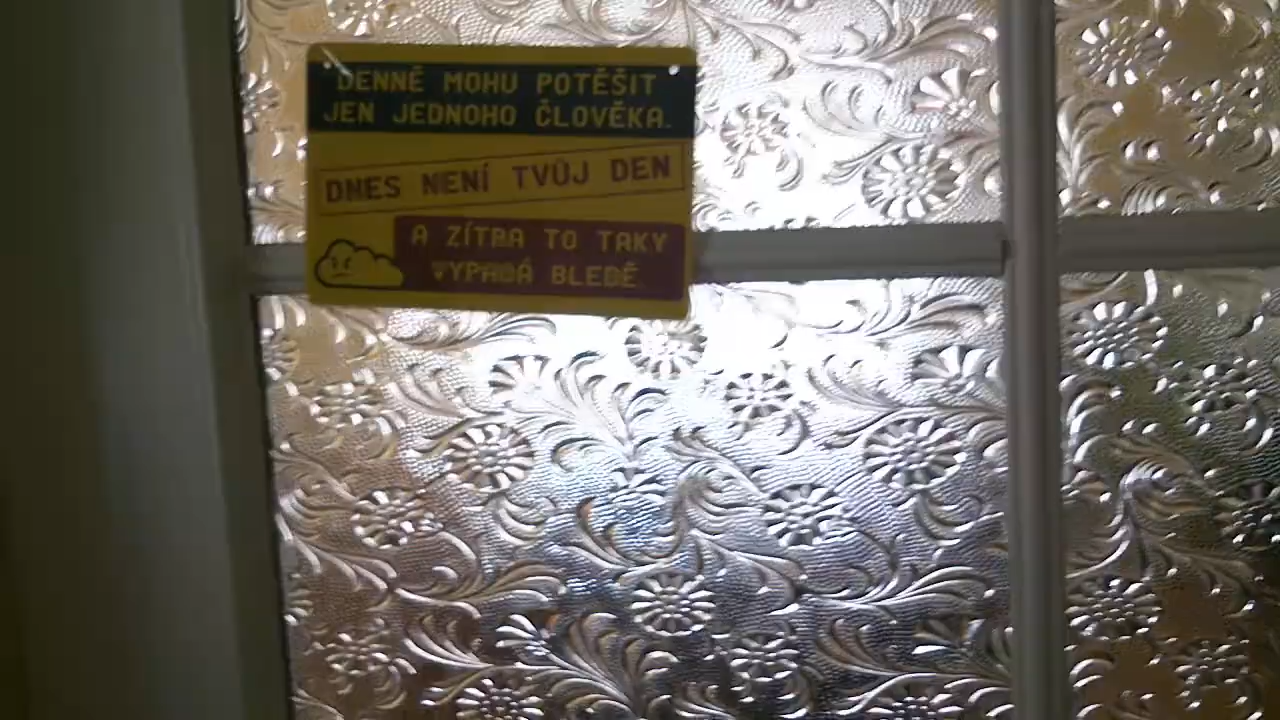 DENNĚ MOHU POTĚŠIT
JEN JEDNOHO ČLOVĚKA.
DNES NENÍ TVŮJ DEN
A ZÍTRA TO TAKY
VYPADÁ BLEDĚ